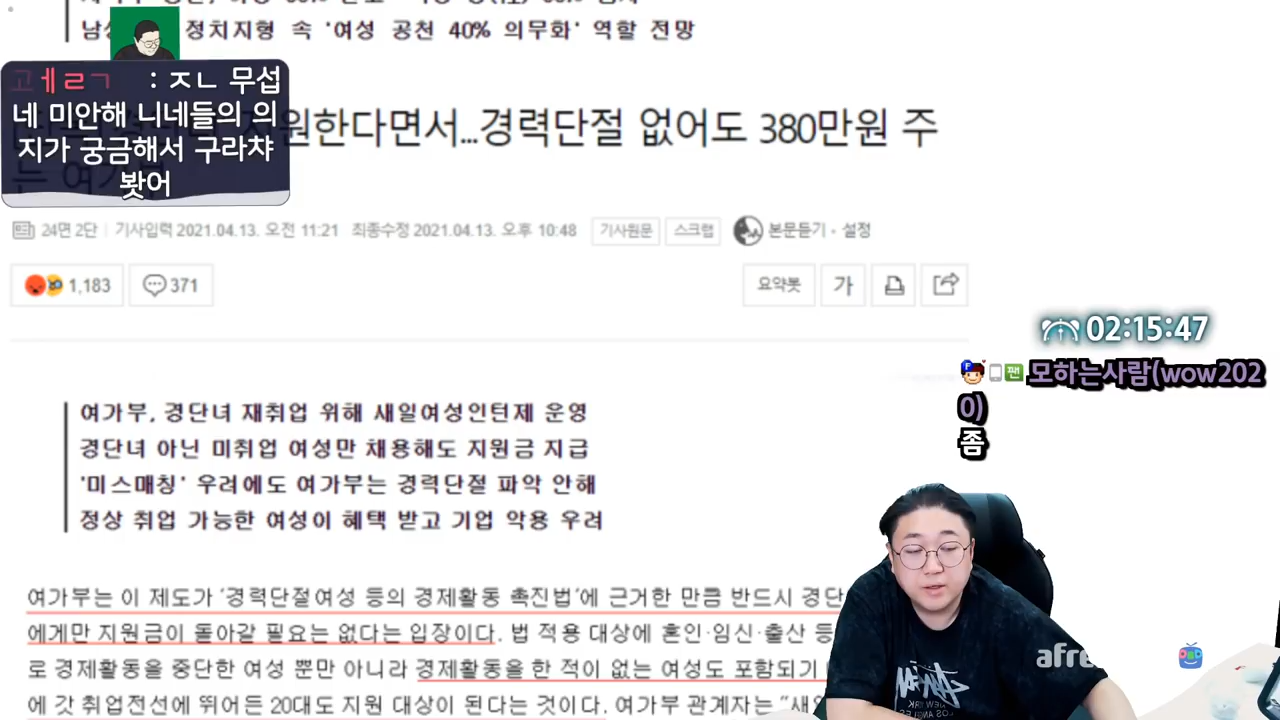 남성 정치지형 속 '여성 공천 40% 의무화' 역할 전망
고ㅔㄹㄱ : ㅈㄴ 무섭
네 미안해 니네들의 의
지가 궁금해서 구라챠
봣어
원한다면서...경력단절 없어도 380만원 주
는 여가부
24면 2단 기사입력 2021.04.13. 오전 11:21 최종수정 2021.04.13. 오후 10:48 기사원문 스크랩 본문듣기 · 설정
1,183 371 요약봇 가
02:15:47
팬 모하는사람(wow202
0)
좀
여가부, 경단녀 재취업 위해 새일여성인턴제 운영
경단녀 아닌 미취업 여성만 채용해도 지원금 지급
'미스매칭' 우려에도 여가부는 경력단절 파악 안해
정상 취업 가능한 여성이 혜택 받고 기업 악용 우려
여가부는 이 제도가 '경력단절여성 등의 경제활동 촉진법'에 근거한 만큼 반드시 경단
에게만 지원금이 돌아갈 필요는 없다는 입장이다. 법 적용 대상에 혼인·임신·출산 등
로 경제활동을 중단한 여성 뿐만 아니라 경제활동을 한 적이 없는 여성도 포함되기
에 갓 취업전선에 뛰어든 20대도 지원 대상이 된다는 것이다. 여가부 관계자는 "새일
afre